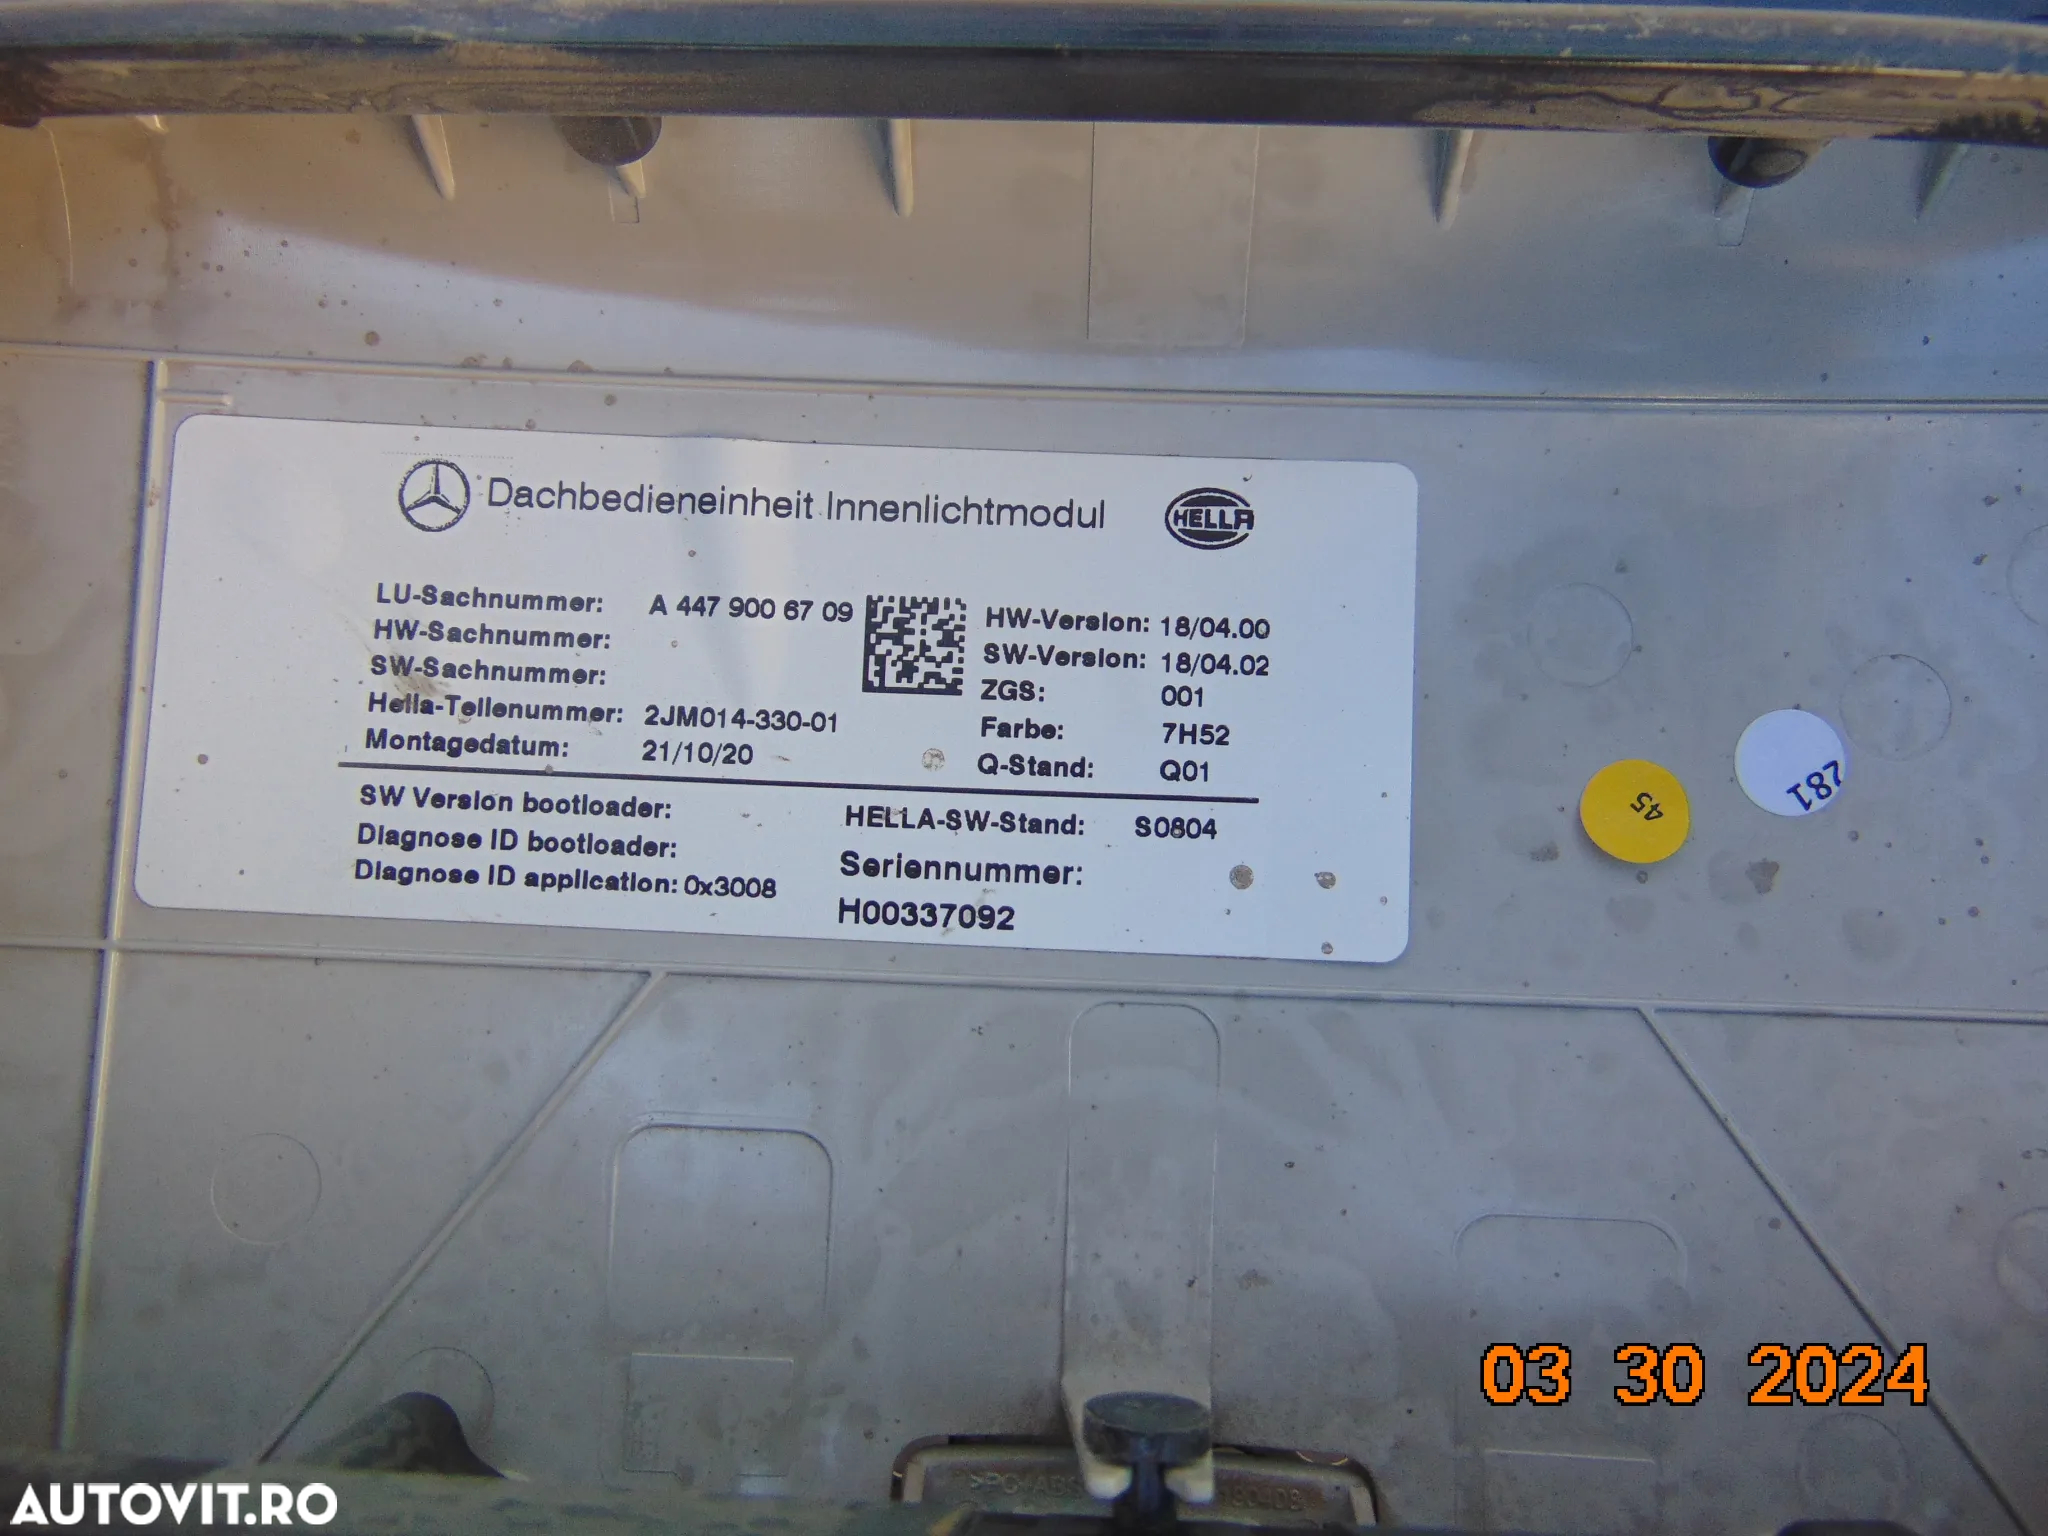 Dachbedieneinheit Innenlichtmodul
HELLA
LU-Sachnummer: A 447 900 67 09
HW-Sachnummer:
SW-Sachnummer:
Hella-Teilenummer: 2JM014-330-01
Montagedatum: 21/10/20
HW-Version: 18/04.00
SW-Version: 18/04.02
ZGS: 001
Farbe: 7H52
Q-Stand: Q01
SW Version bootloader:
Diagnose ID bootloader:
Diagnose ID application: 0x3008
HELLA-SW-Stand: S0804
Seriennummer:
H00337092
45
281
03 30 2024
AUTOVIT.RO